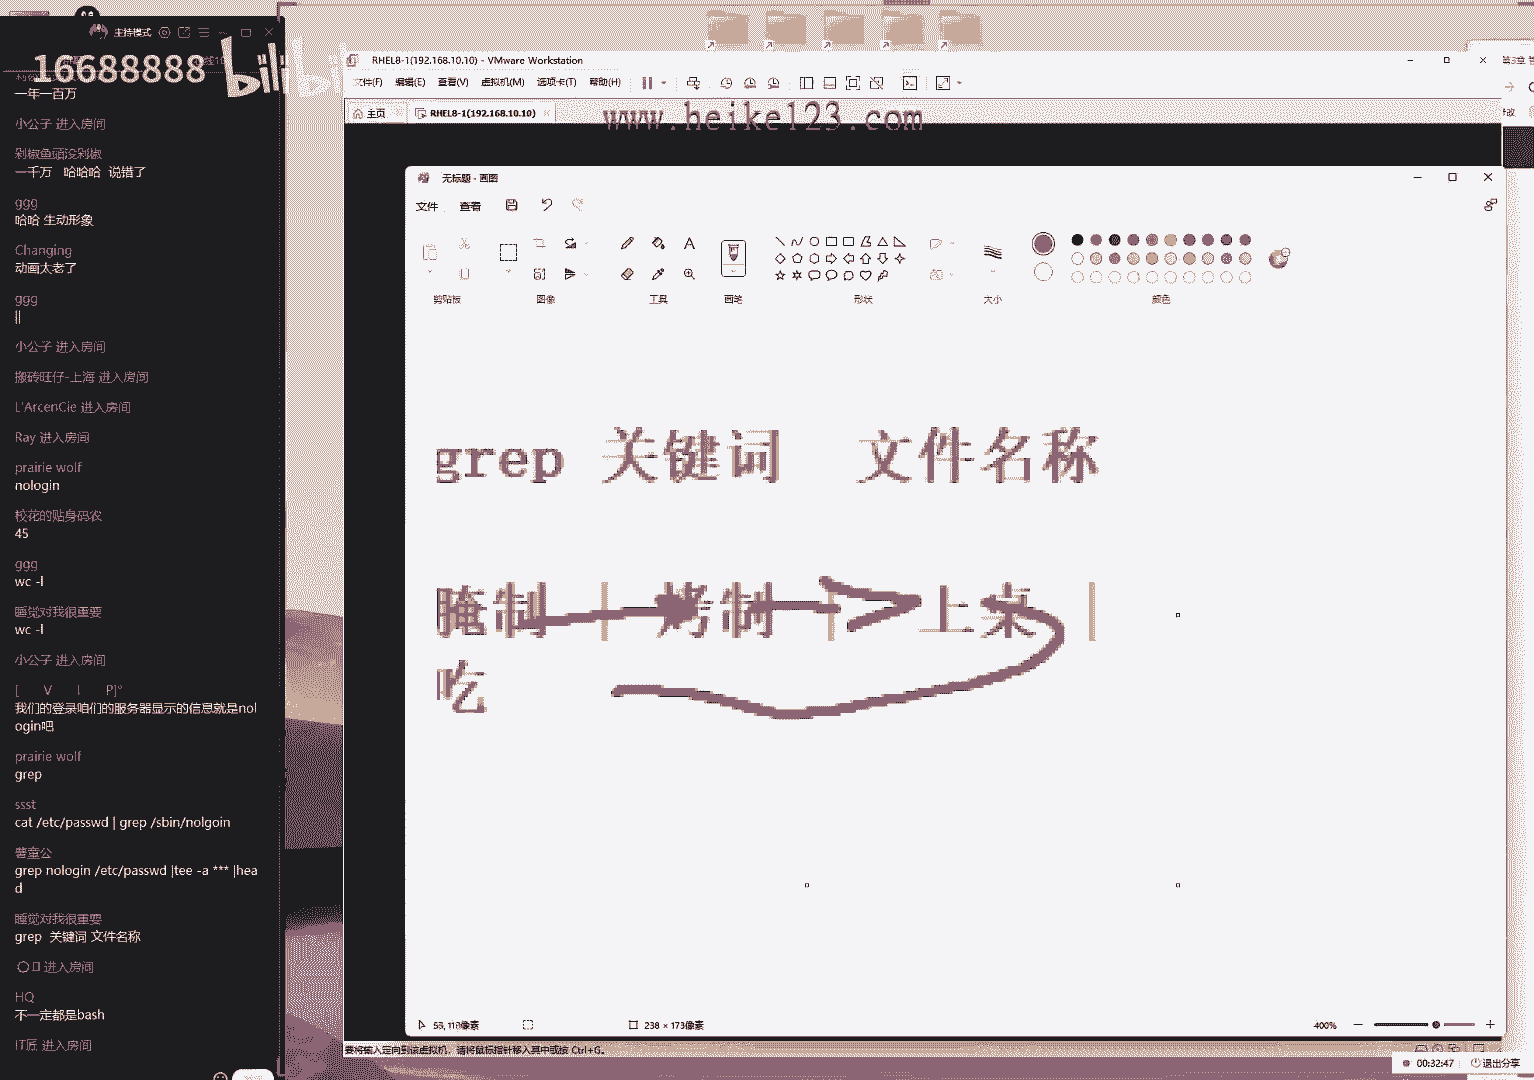 主持模式
16688888
bilibi
一年一百万
小公子 进入房间
剁椒鱼頭没剁椒
一千万 哈哈哈 说错了
ggg
哈哈 生动形象
Changing
动画太老了
ggg
||
小公子 进入房间
搬砖旺仔-上海 进入房间
L'ArcenCie 进入房间
Ray 进入房间
prairie wolf
nologin
校花的贴身码农
45
ggg
wc -l
睡觉对我很重要
wc -l
小公子 进入房间
[ V l P]°
我们的登录咱们的服务器显示的信息就是nol
ogin吧
prairie wolf
grep
ssst
cat /etc/passwd | grep /sbin/nolgoin
薯童公
grep nologin /etc/passwd |tee -a *** |hea
d
睡觉对我很重要
grep 关键词 文件名称
进入房间
HQ
不一定都是bash
IT匠 进入房间
RHEL8-1(192.168.10.10) - VMware Workstation
文件(F) 编辑(E) 查看(V) 虚拟机(M) 选项卡(T) 帮助(H)
主页 RHEL8-1(192.168.10.10)
www.heike123.com
无标题 - 画图
文件 查看
剪贴板 图像 工具 画笔 形状 大小 颜色
grep 关键词 文件名称
腌制 | 烤制 | 上桌 |
吃
58, 118像素 238 × 173像素 400%
要将输入定向到该虚拟机，请将鼠标指针移入其中或按 Ctrl+G。
00:32:47 退出分享
第3章